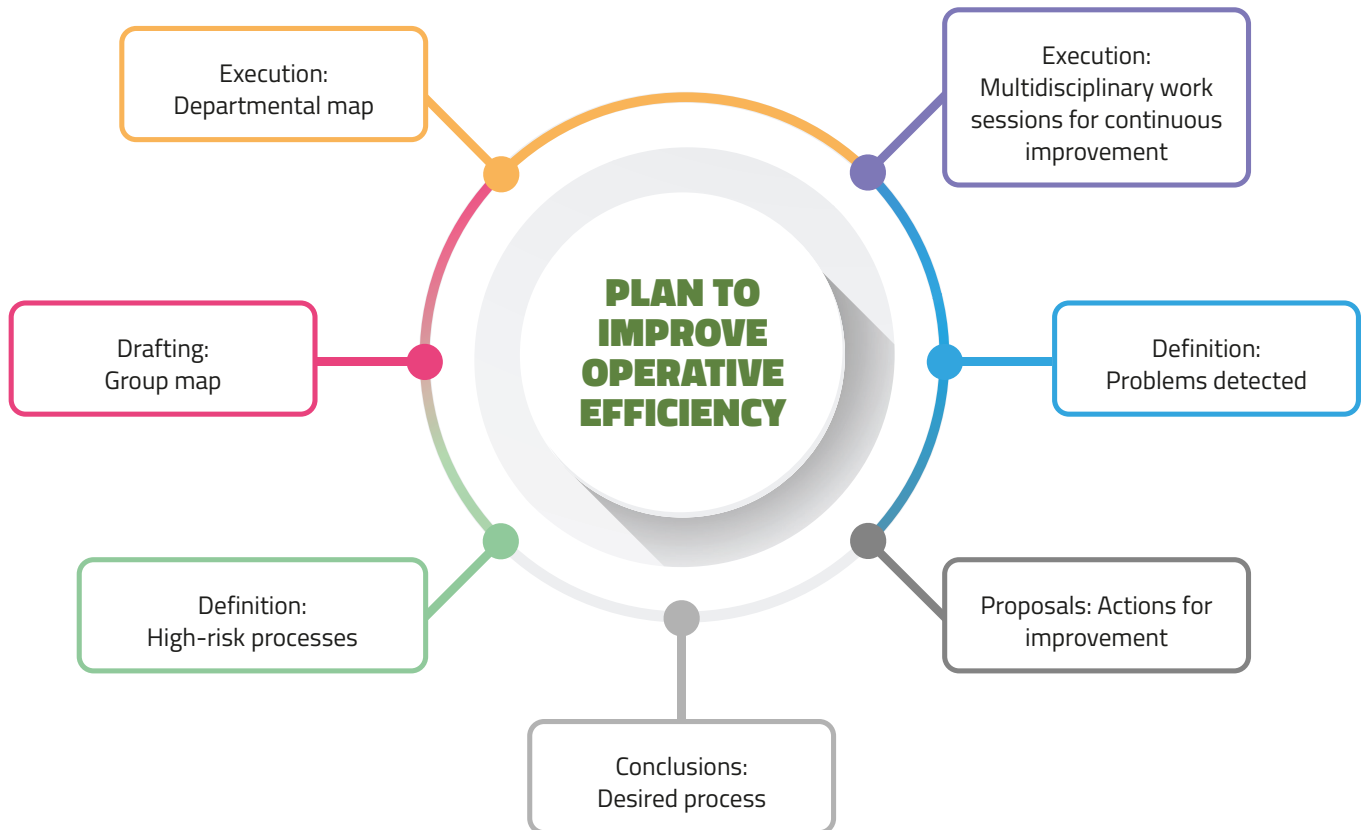 Execution:
Departmental map
Execution:
Multidisciplinary work
sessions for continuous
improvement
Drafting:
Group map
PLAN TO
IMPROVE
OPERATIVE
EFFICIENCY
Definition:
Problems detected
Definition:
High-risk processes
Proposals: Actions for
improvement
Conclusions:
Desired process